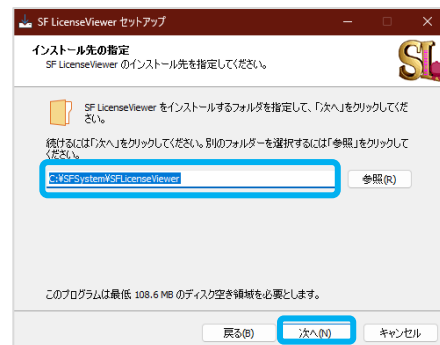 SF LicenseViewer セットアップ
インストール先の指定
SF LicenseViewer のインストール先を指定してください。
SL
SF LicenseViewer をインストールするフォルダを指定して、「次へ」をクリックしてくだ
さい。
続けるには「次へ」をクリックしてください。別のフォルダーを選択するには「参照」をクリックして
ください。
C:¥SFSystem¥SFLicenseViewer
参照(R)
このプログラムは最低 108.6 MB のディスク空き領域を必要とします。
戻る(B)
次へ(N)
キャンセル